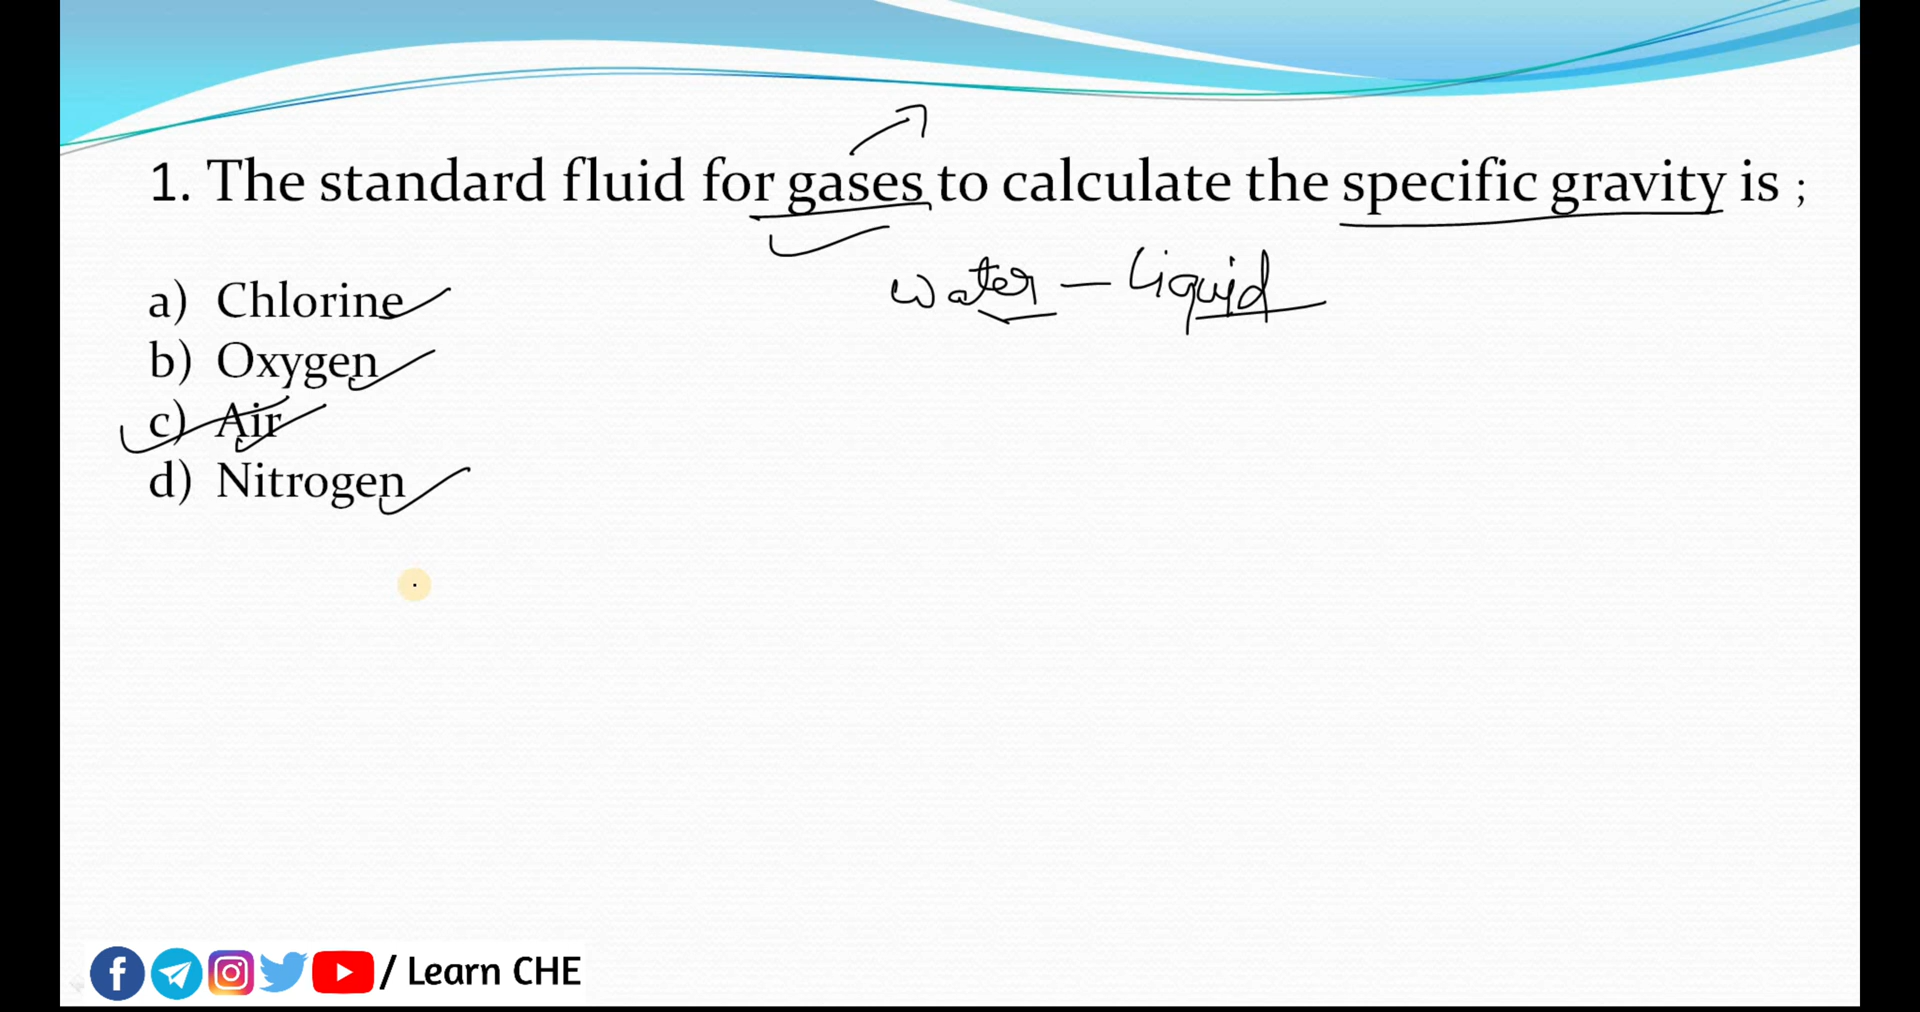 1. The standard fluid for gases to calculate the specific gravity is ;
water - Liquid
a) Chlorine
b) Oxygen
c) Air
d) Nitrogen
/ Learn CHE